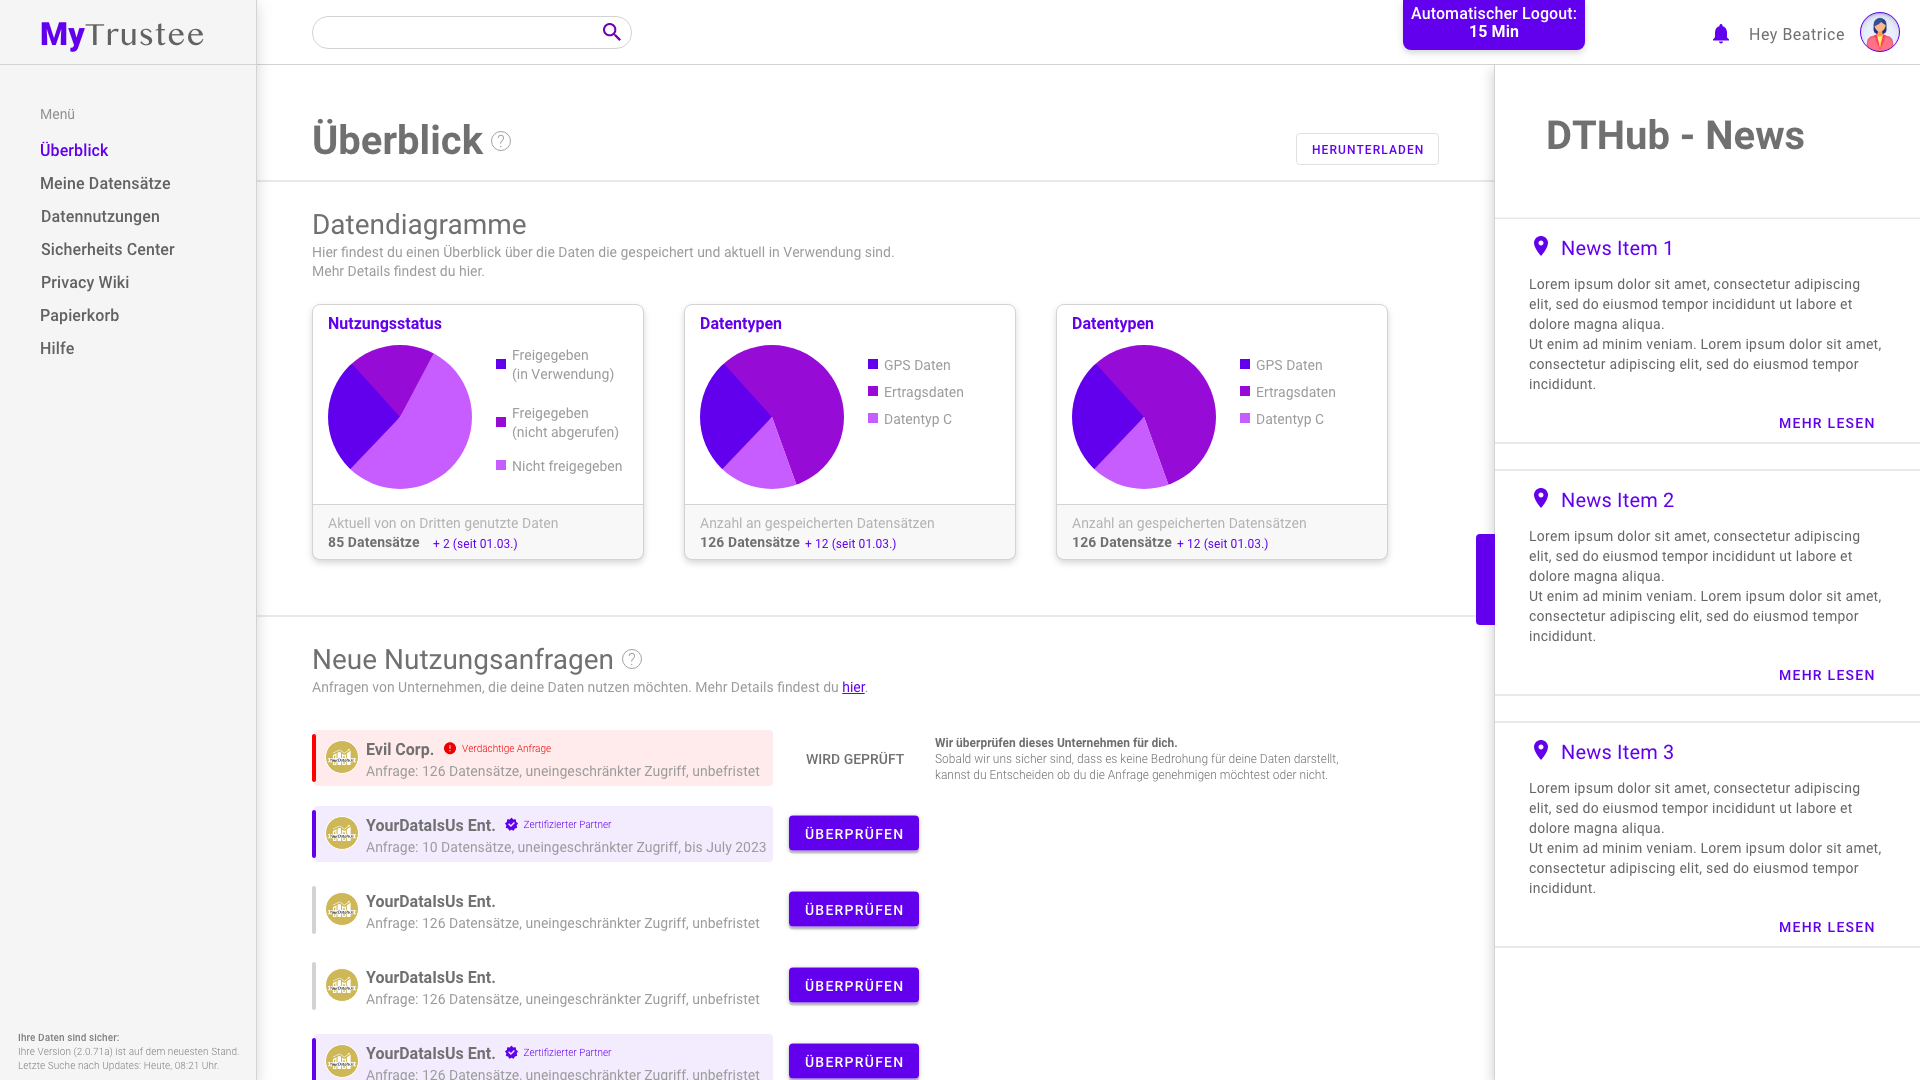 MyTrustee
Automatischer Logout:
15 Min
Hey Beatrice
Menü
Überblick
Meine Datensätze
Datennutzungen
Sicherheits Center
Privacy Wiki
Papierkorb
Hilfe
Ihre Daten sind sicher:
Ihre Version (2.0.71a) ist auf dem neuesten Stand.
Letzte Suche nach Updates: Heute, 08:21 Uhr.
Überblick ?
HERUNTERLADEN
Datendiagramme
Hier findest du einen Überblick über die Daten die gespeichert und aktuell in Verwendung sind.
Mehr Details findest du hier.
Nutzungsstatus
Freigegeben
(in Verwendung)
Freigegeben
(nicht abgerufen)
Nicht freigegeben
Aktuell von on Dritten genutzte Daten
85 Datensätze + 2 (seit 01.03.)
Datentypen
GPS Daten
Ertragsdaten
Datentyp C
Anzahl an gespeicherten Datensätzen
126 Datensätze + 12 (seit 01.03.)
Datentypen
GPS Daten
Ertragsdaten
Datentyp C
Anzahl an gespeicherten Datensätzen
126 Datensätze + 12 (seit 01.03.)
Neue Nutzungsanfragen ?
Anfragen von Unternehmen, die deine Daten nutzen möchten. Mehr Details findest du hier.
Evil Corp. Verdächtige Anfrage
Anfrage: 126 Datensätze, uneingeschränkter Zugriff, unbefristet
WIRD GEPRÜFT
Wir überprüfen dieses Unternehmen für dich.
Sobald wir uns sicher sind, dass es keine Bedrohung für deine Daten darstellt,
kannst du Entscheiden ob du die Anfrage genehmigen möchtest oder nicht.
YourDataIsUs Ent. Zertifizierter Partner
Anfrage: 10 Datensätze, uneingeschränkter Zugriff, bis July 2023
ÜBERPRÜFEN
YourDataIsUs Ent.
Anfrage: 126 Datensätze, uneingeschränkter Zugriff, unbefristet
ÜBERPRÜFEN
YourDataIsUs Ent.
Anfrage: 126 Datensätze, uneingeschränkter Zugriff, unbefristet
ÜBERPRÜFEN
YourDataIsUs Ent. Zertifizierter Partner
Anfrage: 126 Datensätze, uneingeschränkter Zugriff, unbefristet
ÜBERPRÜFEN
DTHub - News
News Item 1
Lorem ipsum dolor sit amet, consectetur adipiscing
elit, sed do eiusmod tempor incididunt ut labore et
dolore magna aliqua.
Ut enim ad minim veniam. Lorem ipsum dolor sit amet,
consectetur adipiscing elit, sed do eiusmod tempor
incididunt.
MEHR LESEN
News Item 2
Lorem ipsum dolor sit amet, consectetur adipiscing
elit, sed do eiusmod tempor incididunt ut labore et
dolore magna aliqua.
Ut enim ad minim veniam. Lorem ipsum dolor sit amet,
consectetur adipiscing elit, sed do eiusmod tempor
incididunt.
MEHR LESEN
News Item 3
Lorem ipsum dolor sit amet, consectetur adipiscing
elit, sed do eiusmod tempor incididunt ut labore et
dolore magna aliqua.
Ut enim ad minim veniam. Lorem ipsum dolor sit amet,
consectetur adipiscing elit, sed do eiusmod tempor
incididunt.
MEHR LESEN